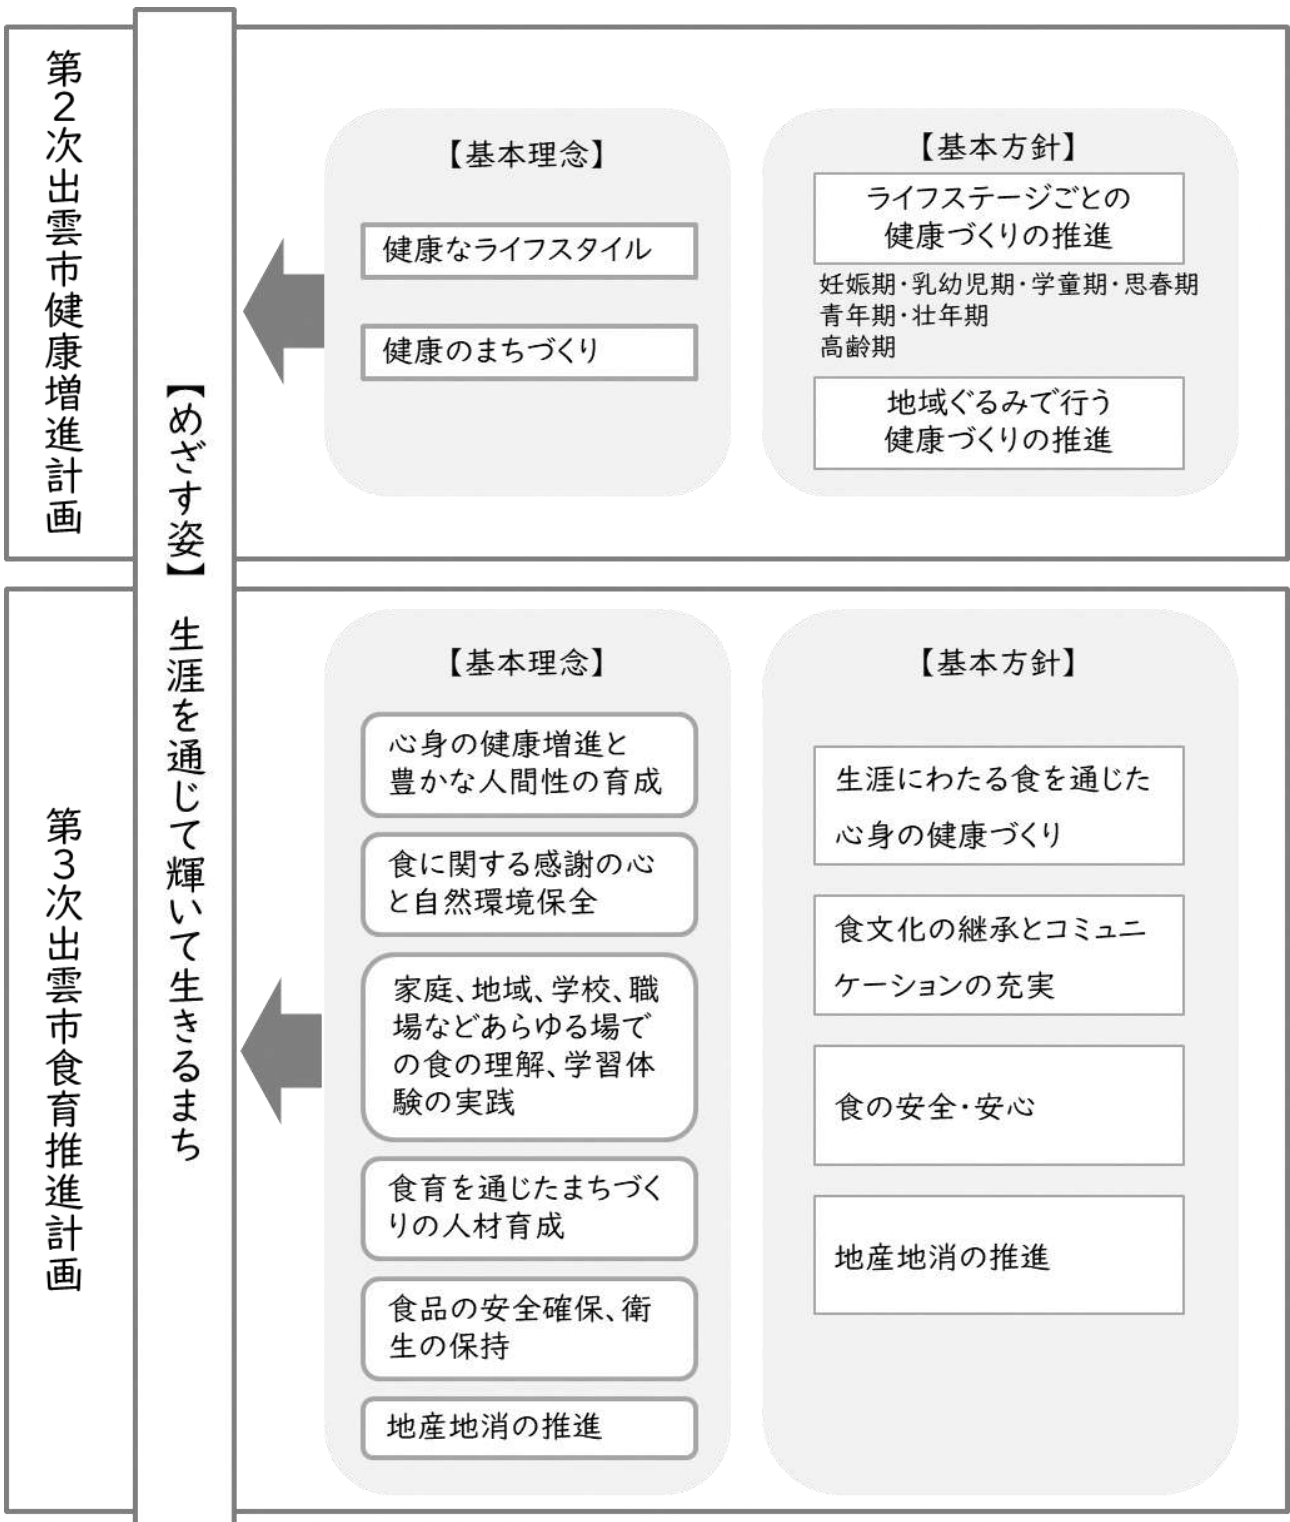 第2次出雲市健康増進計画
【めざす姿】 生涯を通じて輝いて生きるまち
【基本理念】
健康なライフスタイル
健康のまちづくり
【基本方針】
ライフステージごとの
健康づくりの推進
妊娠期・乳幼児期・学童期・思春期
青年期・壮年期
高齢期
地域ぐるみで行う
健康づくりの推進
第3次出雲市食育推進計画
【基本理念】
心身の健康増進と
豊かな人間性の育成
食に関する感謝の心
と自然環境保全
家庭、地域、学校、職
場などあらゆる場で
の食の理解、学習体
験の実践
食育を通じたまちづく
りの人材育成
食品の安全確保、衛
生の保持
地産地消の推進
【基本方針】
生涯にわたる食を通じた
心身の健康づくり
食文化の継承とコミュニ
ケーションの充実
食の安全・安心
地産地消の推進